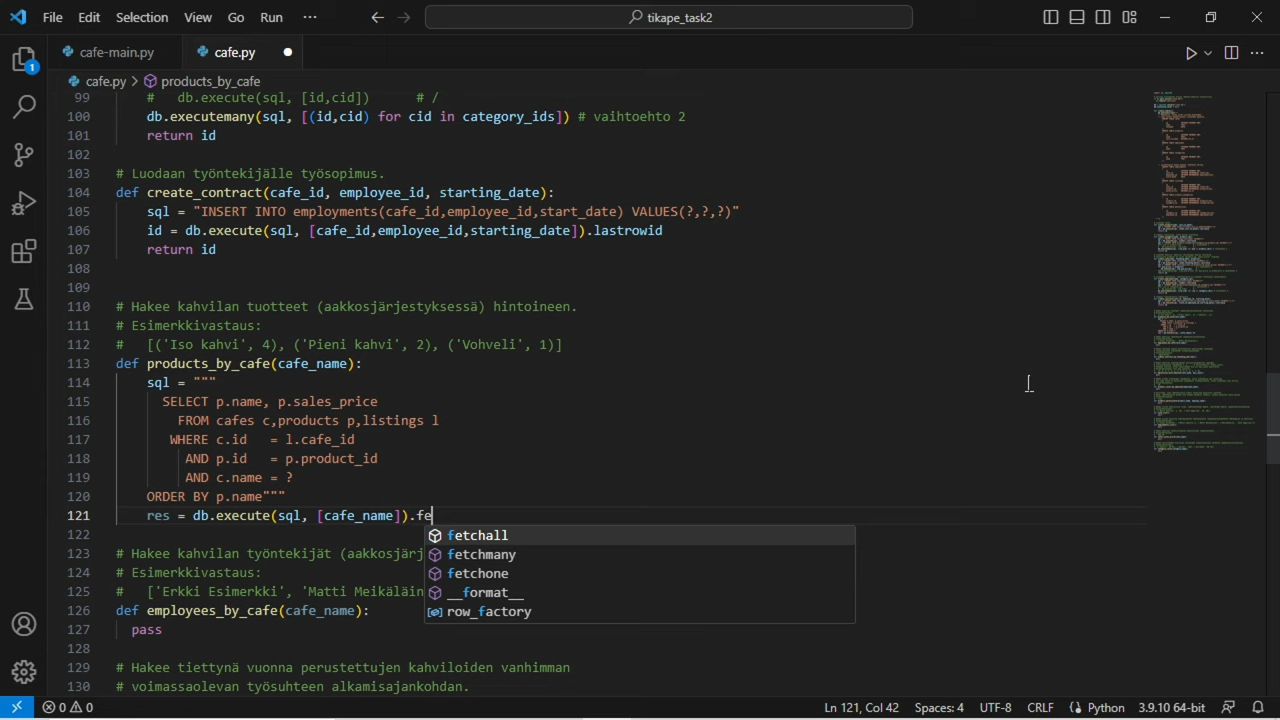 File Edit Selection View Go Run ··· tikape_task2
cafe-main.py cafe.py
cafe.py > products_by_cafe
99 #   db.execute(sql, [id,cid])      # /
100 db.executemany(sql, [(id,cid) for cid in category_ids]) # vaihtoehto 2
101 return id
102
103 # Luodaan työntekijälle työsopimus.
104 def create_contract(cafe_id, employee_id, starting_date):
105 sql = "INSERT INTO employments(cafe_id,employee_id,start_date) VALUES(?,?,?)"
106 id = db.execute(sql, [cafe_id,employee_id,starting_date]).lastrowid
107 return id
108
109
110 # Hakee kahvilan tuotteet (aakkosjärjestyksessä) hintoineen.
111 # Esimerkkivastaus:
112 #   [('Iso kahvi', 4), ('Pieni kahvi', 2), ('Vohveli', 1)]
113 def products_by_cafe(cafe_name):
114 sql = """
115 SELECT p.name, p.sales_price
116 FROM cafes c,products p,listings l
117 WHERE c.id   = l.cafe_id
118 AND p.id   = p.product_id
119 AND c.name = ?
120 ORDER BY p.name"""
121 res = db.execute(sql, [cafe_name]).fe
122
fetchall
fetchmany
fetchone
__format__
row_factory
123 # Hakee kahvilan työntekijät (aakkosjärj
124 # Esimerkkivastaus:
125 #   ['Erkki Esimerkki', 'Matti Meikäläin
126 def employees_by_cafe(cafe_name):
127 pass
128
129 # Hakee tiettynä vuonna perustettujen kahviloiden vanhimman
130 # voimassaolevan työsuhteen alkamisajankohdan.
1
0 0 Ln 121, Col 42 Spaces: 4 UTF-8 CRLF Python 3.9.10 64-bit